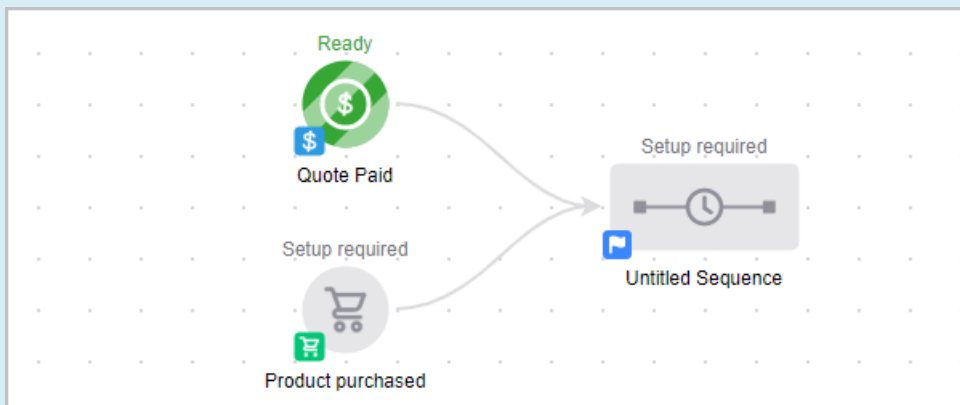 Ready
$
$
Quote Paid
Setup required
Untitled Sequence
Setup required
Product purchased